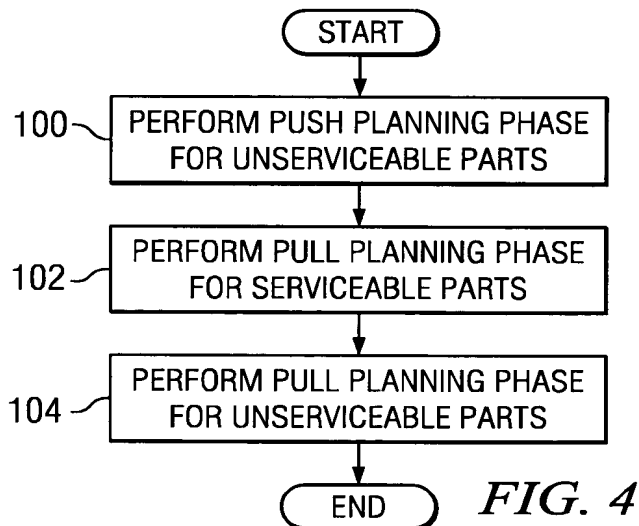 START
100
PERFORM PUSH PLANNING PHASE
FOR UNSERVICEABLE PARTS
102
PERFORM PULL PLANNING PHASE
FOR SERVICEABLE PARTS
104
PERFORM PULL PLANNING PHASE
FOR UNSERVICEABLE PARTS
END
FIG. 4